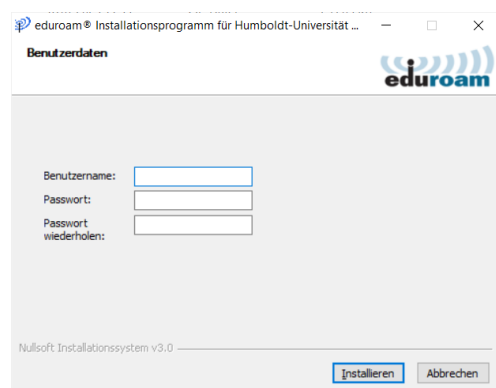 eduroam® Installationsprogramm für Humboldt-Universität ...
Benutzerdaten
eduroam
Benutzername:
Passwort:
Passwort
wiederholen:
Nullsoft Installationssystem v3.0
Installieren
Abbrechen